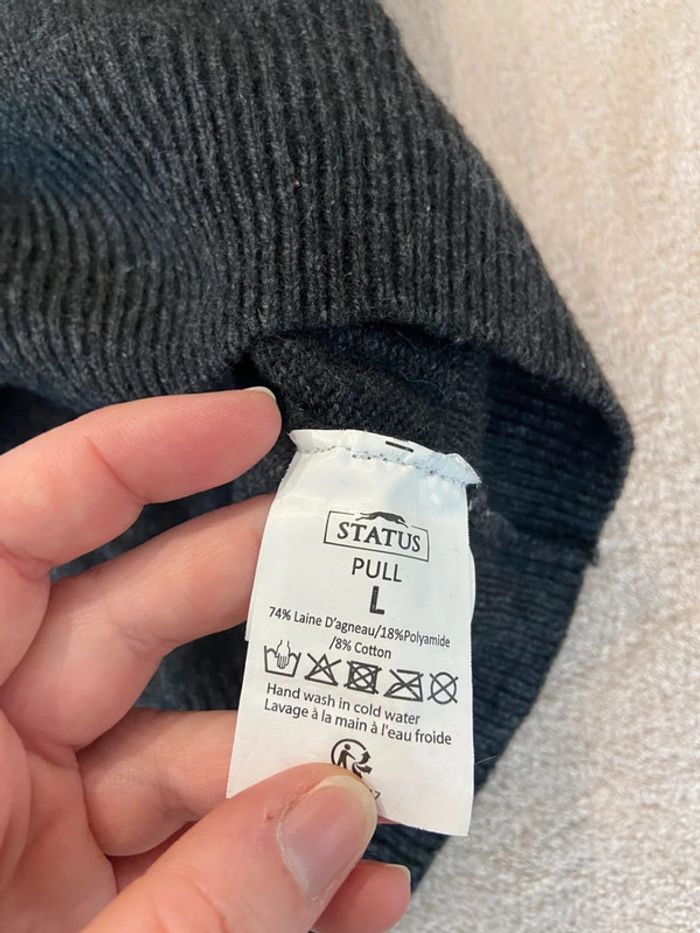 STATUS
PULL
L
74% Laine D'agneau/18%Polyamide
/8% Cotton
Hand wash in cold water
Lavage à la main à l'eau froide